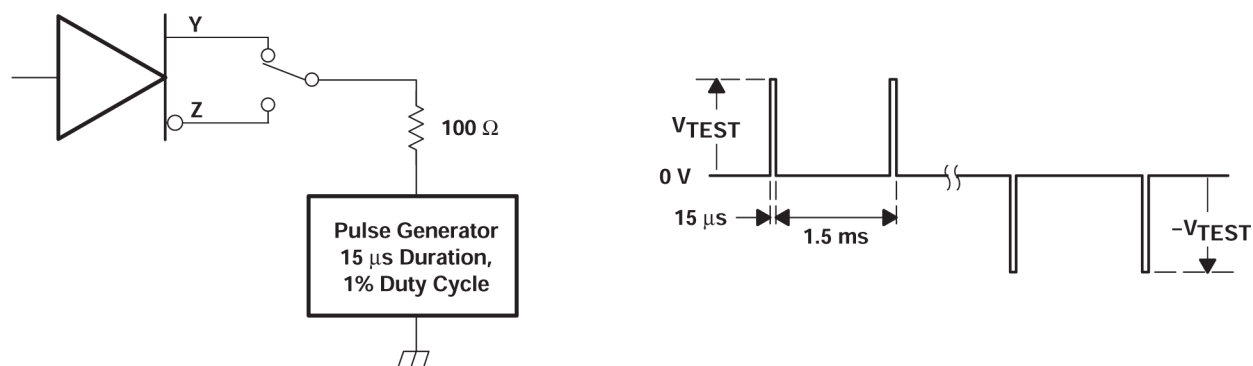 Y
Z
100 Ω
Pulse Generator
15 μs Duration,
1% Duty Cycle
VTEST
0 V
15 μs
1.5 ms
–VTEST